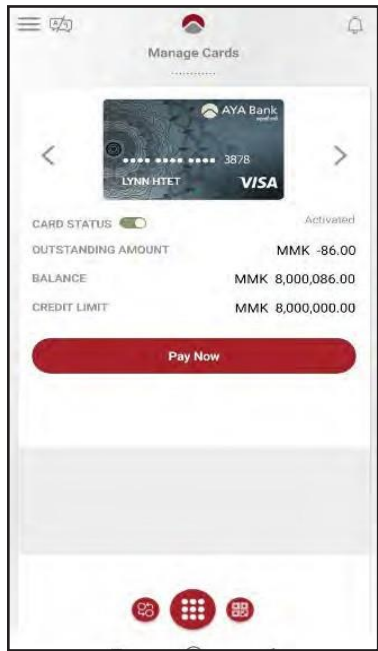 Manage Cards
AYA Bank
•••• •••• •••• 3878
LYNN HTET
VISA
CARD STATUS Activated
OUTSTANDING AMOUNT MMK -86.00
BALANCE MMK 8,000,086.00
CREDIT LIMIT MMK 8,000,000.00
Pay Now